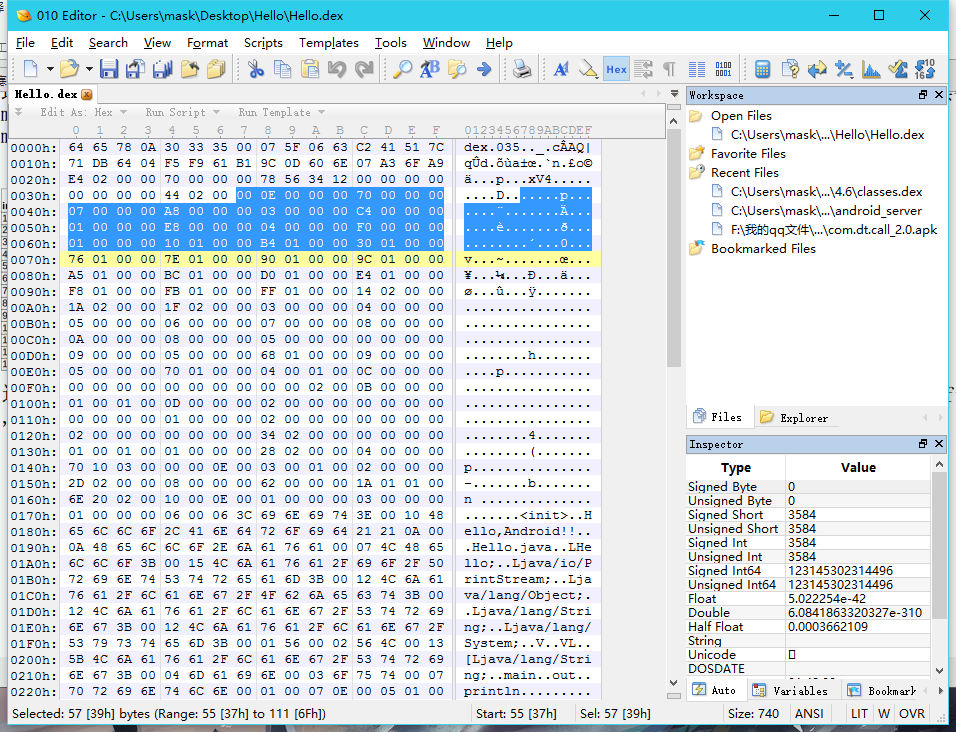 010 Editor - C:\Users\mask\Desktop\Hello\Hello.dex
File Edit Search View Format Scripts Templates Tools Window Help
Hex
Hello.dex
Edit As: Hex Run Script Run Template
0 1 2 3 4 5 6 7 8 9 A B C D E F 0123456789ABCDEF
0000h: 64 65 78 0A 30 33 35 00 07 5F 06 63 C2 41 51 7C dex.035.._.cÂAQ|
0010h: 71 DB 64 04 F5 F9 61 B1 9C 0D 60 6E 07 A3 6F A9 qÛd.õùa±œ.`n.£o©
0020h: E4 02 00 00 70 00 00 00 78 56 34 12 00 00 00 00 ä...p...xV4.....
0030h: 00 00 00 00 44 02 00 00 0E 00 00 00 70 00 00 00 ....D.......p...
0040h: 07 00 00 00 A8 00 00 00 03 00 00 00 C4 00 00 00 ....¨.......Ä...
0050h: 01 00 00 00 E8 00 00 00 04 00 00 00 F0 00 00 00 ....è.......ð...
0060h: 01 00 00 00 10 01 00 00 B4 01 00 00 30 01 00 00 ........´...0...
0070h: 76 01 00 00 7E 01 00 00 90 01 00 00 9C 01 00 00 v...~.......œ...
0080h: A5 01 00 00 BC 01 00 00 D0 01 00 00 E4 01 00 00 ¥...¼...Ð...ä...
0090h: F8 01 00 00 FB 01 00 00 FF 01 00 00 14 02 00 00 ø...û...ÿ.......
00A0h: 1A 02 00 00 1F 02 00 00 03 00 00 00 04 00 00 00 ................
00B0h: 05 00 00 00 06 00 00 00 07 00 00 00 08 00 00 00 ................
00C0h: 0A 00 00 00 08 00 00 00 05 00 00 00 00 00 00 00 ................
00D0h: 09 00 00 00 05 00 00 00 68 01 00 00 09 00 00 00 ........h.......
00E0h: 05 00 00 00 70 01 00 00 04 00 01 00 0C 00 00 00 ....p...........
00F0h: 00 00 00 00 00 00 00 00 00 00 02 00 0B 00 00 00 ................
0100h: 01 00 01 00 0D 00 00 00 02 00 00 00 00 00 00 00 ................
0110h: 00 00 00 00 01 00 00 00 02 00 00 00 00 00 00 00 ................
0120h: 02 00 00 00 00 00 00 00 34 02 00 00 00 00 00 00 ........4.......
0130h: 01 00 01 00 01 00 00 00 28 02 00 00 04 00 00 00 ........(.......
0140h: 70 10 03 00 00 00 0E 00 03 00 01 00 02 00 00 00 p...............
0150h: 2D 02 00 00 08 00 00 00 62 00 00 00 1A 01 01 00 -.......b.......
0160h: 6E 20 02 00 10 00 0E 00 01 00 00 00 03 00 00 00 n ..............
0170h: 01 00 00 00 06 00 06 3C 69 6E 69 74 3E 00 10 48 .......<init>..H
0180h: 65 6C 6C 6F 2C 41 6E 64 72 6F 69 64 21 21 0A 00 ello,Android!!..
0190h: 0A 48 65 6C 6C 6F 2E 6A 61 76 61 00 07 4C 48 65 .Hello.java..LHe
01A0h: 6C 6C 6F 3B 00 15 4C 6A 61 76 61 2F 69 6F 2F 50 llo;..Ljava/io/P
01B0h: 72 69 6E 74 53 74 72 65 61 6D 3B 00 12 4C 6A 61 rintStream;..Lja
01C0h: 76 61 2F 6C 61 6E 67 2F 4F 62 6A 65 63 74 3B 00 va/lang/Object;.
01D0h: 12 4C 6A 61 76 61 2F 6C 61 6E 67 2F 53 74 72 69 .Ljava/lang/Stri
01E0h: 6E 67 3B 00 12 4C 6A 61 76 61 2F 6C 61 6E 67 2F ng;..Ljava/lang/
01F0h: 53 79 73 74 65 6D 3B 00 01 56 00 02 56 4C 00 13 System;..V..VL..
0200h: 5B 4C 6A 61 76 61 2F 6C 61 6E 67 2F 53 74 72 69 [Ljava/lang/Stri
0210h: 6E 67 3B 00 04 6D 61 69 6E 00 03 6F 75 74 00 07 ng;..main..out..
0220h: 70 72 69 6E 74 6C 6E 00 01 00 07 0E 00 05 01 00 println.........
Workspace
Open Files
C:\Users\mask\...\Hello\Hello.dex
Favorite Files
Recent Files
C:\Users\mask\...\4.6\classes.dex
C:\Users\mask\...\android_server
F:\我的qq文件\...\com.dt.call_2.0.apk
Bookmarked Files
Files Explorer
Inspector
Type Value
Signed Byte 0
Unsigned Byte 0
Signed Short 3584
Unsigned Short 3584
Signed Int 3584
Unsigned Int 3584
Signed Int64 123145302314496
Unsigned Int64 123145302314496
Float 5.022254e-42
Double 6.0841863320327e-310
Half Float 0.0003662109
String
Unicode
DOSDATE
Auto Variables Bookmark
Selected: 57 [39h] bytes (Range: 55 [37h] to 111 [6Fh]) Start: 55 [37h] Sel: 57 [39h] Size: 740 ANSI LIT W OVR